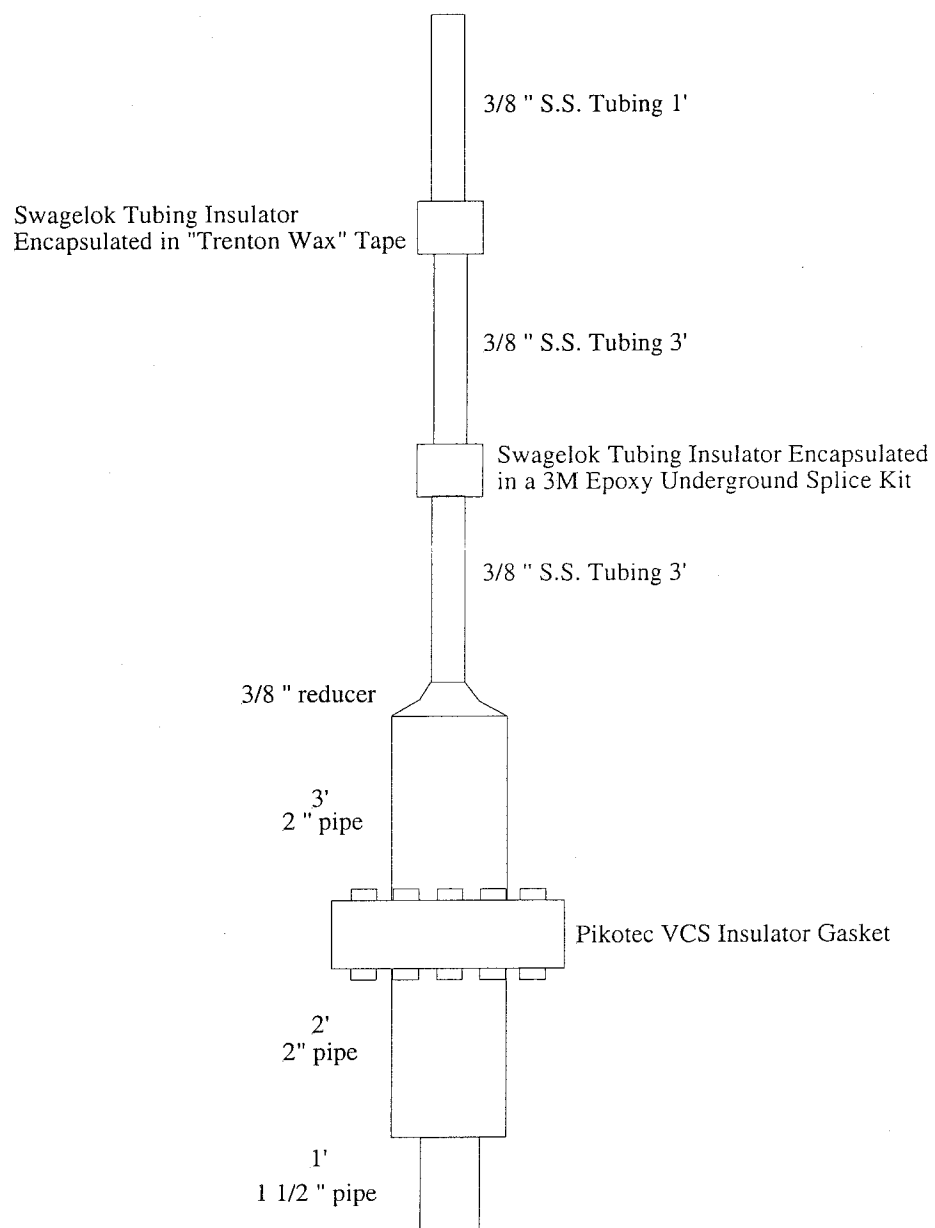 3/8 " S.S. Tubing 1'
Swagelok Tubing Insulator
Encapsulated in "Trenton Wax" Tape
3/8 " S.S. Tubing 3'
Swagelok Tubing Insulator Encapsulated
in a 3M Epoxy Underground Splice Kit
3/8 " S.S. Tubing 3'
3/8 " reducer
3'
2 " pipe
Pikotec VCS Insulator Gasket
2'
2" pipe
1'
1 1/2 " pipe